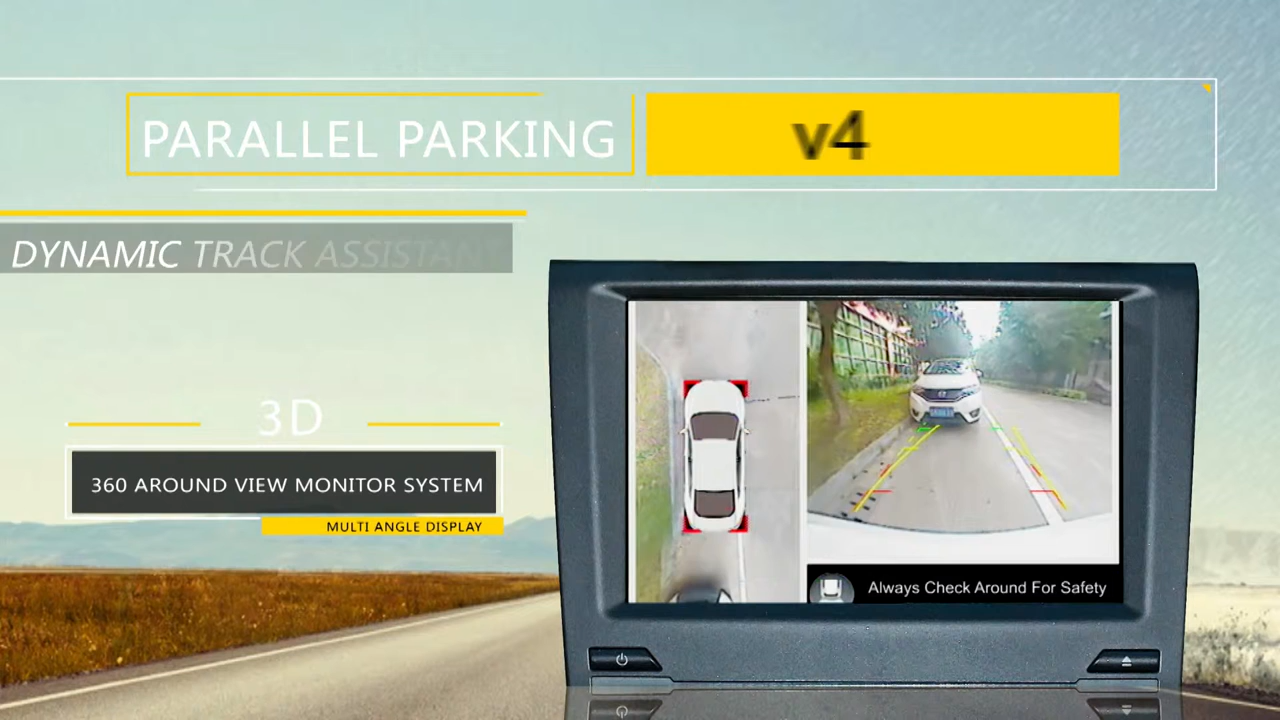 PARALLEL PARKING
v4
DYNAMIC TRACK ASSISTAN
3D
360 AROUND VIEW MONITOR SYSTEM
MULTI ANGLE DISPLAY
Always Check Around For Safety